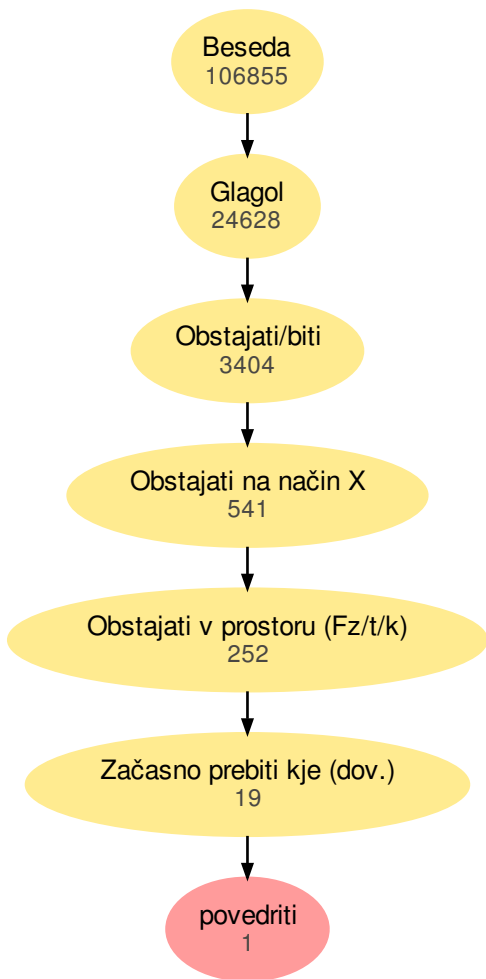 Beseda
106855
Glagol
24628
Obstajati/biti
3404
Obstajati na način X
541
Obstajati v prostoru (Fz/t/k)
252
Začasno prebiti kje (dov.)
19
povedriti
1